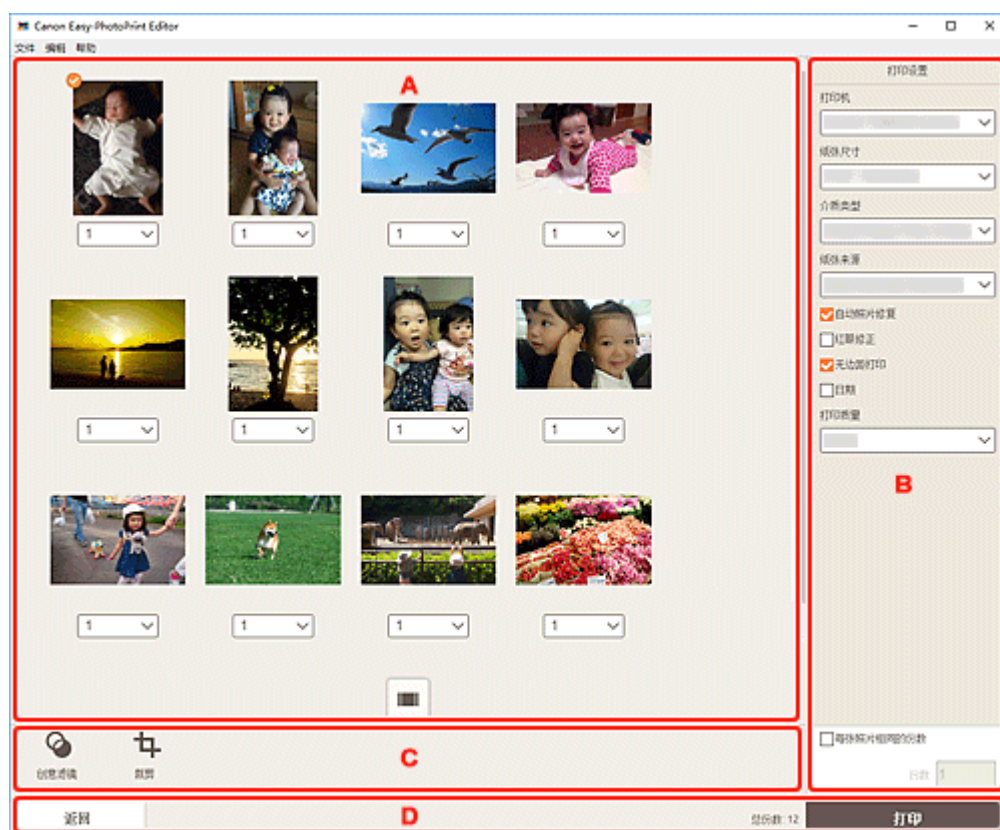 Canon Easy-PhotoPrint Editor
文件 编辑 帮助
A
打印设置
打印机
纸张尺寸
介质类型
纸张来源
自动照片修复
红眼修正
无边距打印
日期
打印质量
B
1 1 1 1
1 1 1 1
1 1 1 1
每张照片相同的份数
份数 1
创意滤镜 裁剪
C
返回
D
总份数: 12
打印